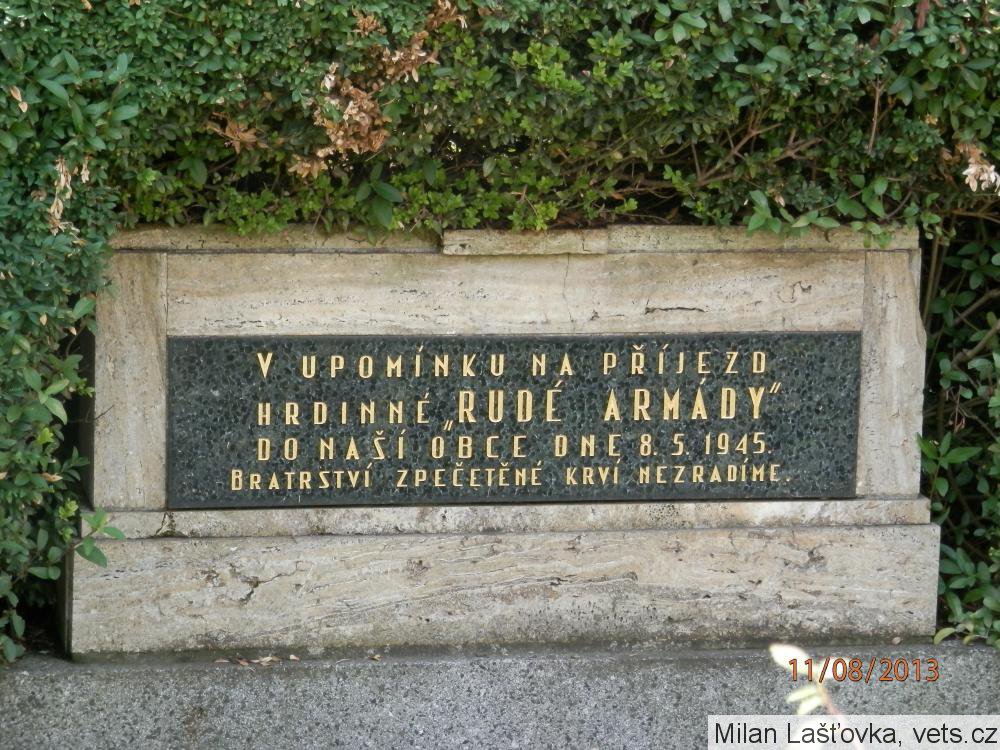 V UPOMÍNKU NA PŘÍJEZD
HRDINNÉ „RUDÉ ARMÁDY"
DO NAŠÍ OBCE DNE 8. 5. 1945.
BRATRSTVÍ ZPEČETĚNÉ KRVÍ NEZRADÍME.
11/08/2013
Milan Lašťovka, vets.cz